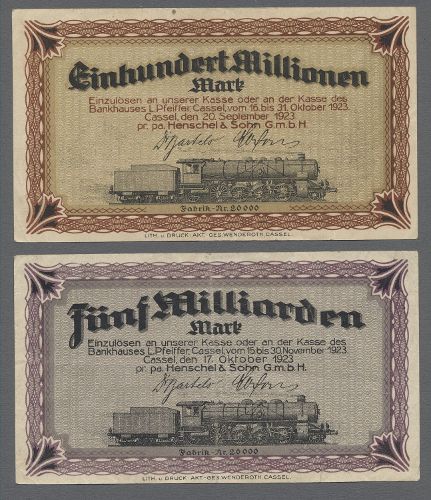 Einhundert Millionen
Mark
Einzulösen an unserer Kasse oder an der Kasse des
Bankhauses L.Pfeiffer, Cassel, vom 16. bis 31. Oktober 1923.
Cassel, den 20. September 1923
pr. pa. Henschel & Sohn G.m.b.H.
Fabrik-Nr. 20000
LITH. u. DRUCK: AKT.-GES. WENDEROTH, CASSEL.
Fünf Milliarden
Mark
Einzulösen an unserer Kasse oder an der Kasse des
Bankhauses L.Pfeiffer, Cassel, vom 15. bis 30. November 1923.
Cassel, den 17. Oktober 1923
pr. pa. Henschel & Sohn G.m.b.H.
Fabrik-Nr. 20000
LITH. u. DRUCK: AKT.-GES. WENDEROTH, CASSEL.